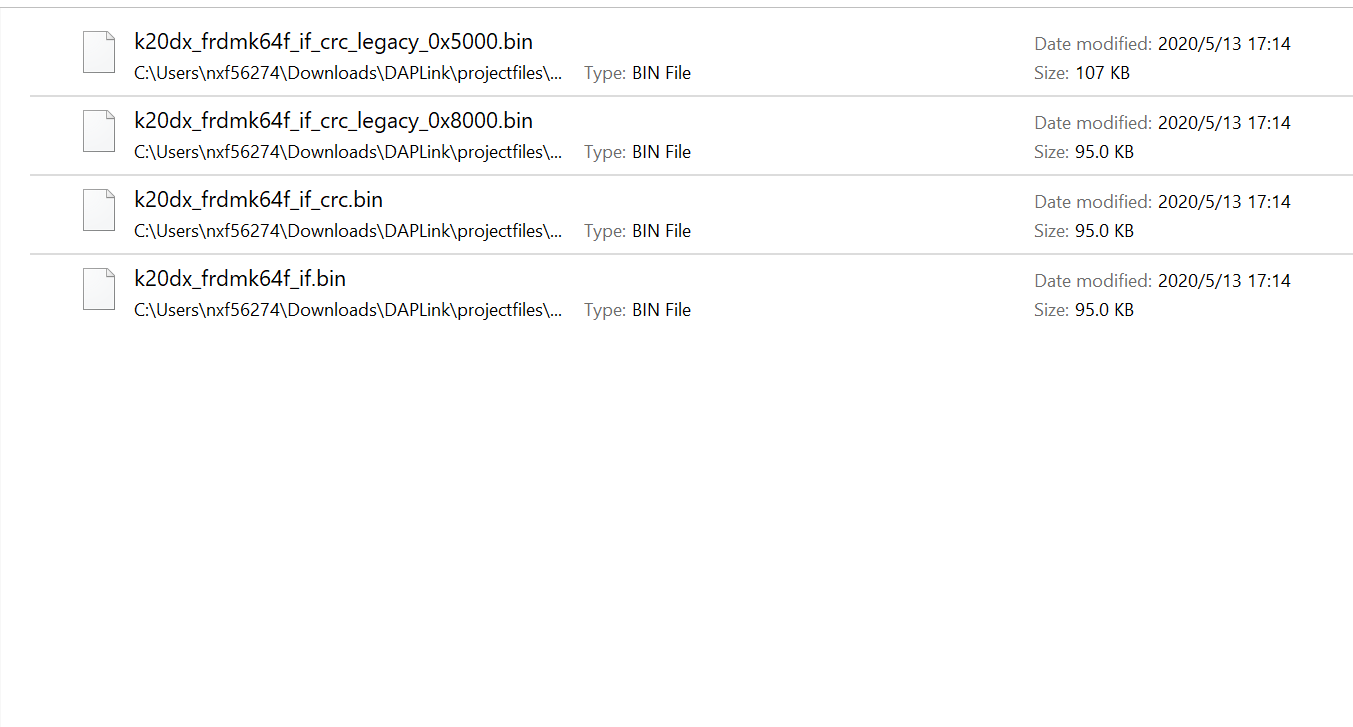 k20dx_frdmk64f_if_crc_legacy_0x5000.bin
Date modified: 2020/5/13 17:14
C:\Users\nxf56274\Downloads\DAPLink\projectfiles\... Type: BIN File
Size: 107 KB
k20dx_frdmk64f_if_crc_legacy_0x8000.bin
Date modified: 2020/5/13 17:14
C:\Users\nxf56274\Downloads\DAPLink\projectfiles\... Type: BIN File
Size: 95.0 KB
k20dx_frdmk64f_if_crc.bin
Date modified: 2020/5/13 17:14
C:\Users\nxf56274\Downloads\DAPLink\projectfiles\... Type: BIN File
Size: 95.0 KB
k20dx_frdmk64f_if.bin
Date modified: 2020/5/13 17:14
C:\Users\nxf56274\Downloads\DAPLink\projectfiles\... Type: BIN File
Size: 95.0 KB